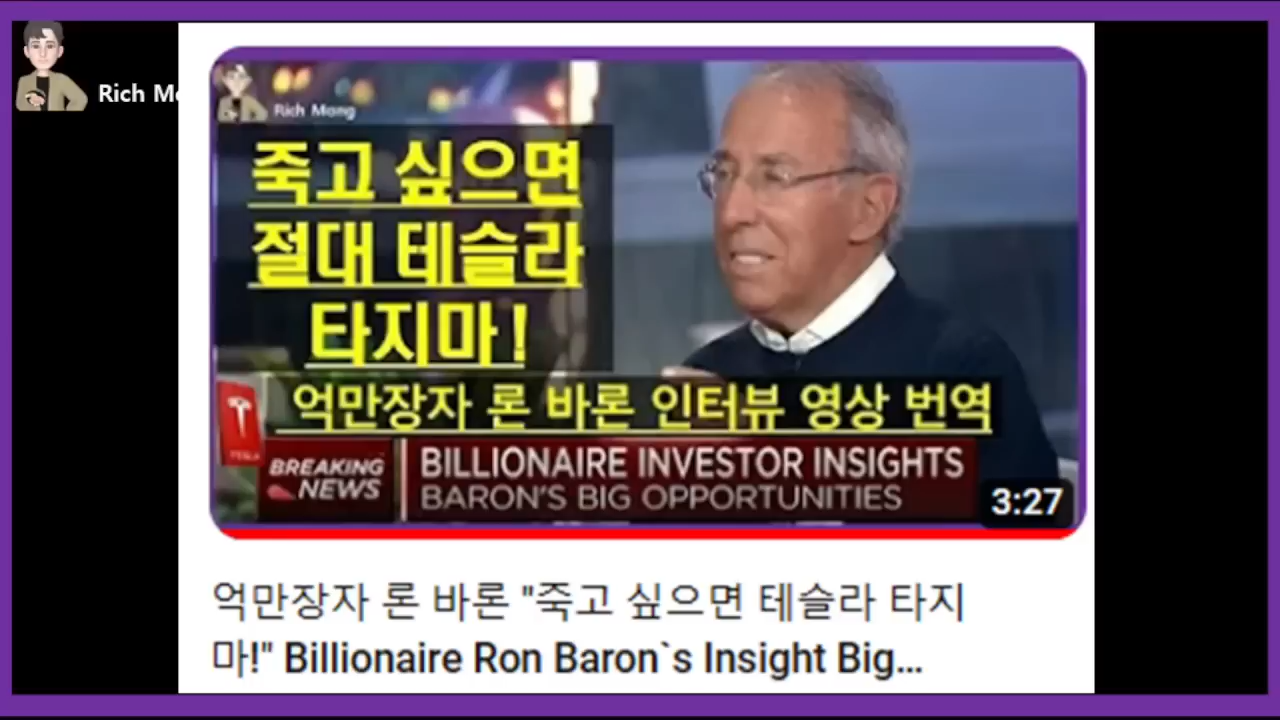 Rich M
Rich Mong
죽고 싶으면
절대 테슬라
타지마!
억만장자 론 바론 인터뷰 영상 번역
TESLA
BREAKING
NEWS
BILLIONAIRE INVESTOR INSIGHTS
BARON'S BIG OPPORTUNITIES
3:27
억만장자 론 바론 "죽고 싶으면 테슬라 타지
마!" Billionaire Ron Baron`s Insight Big...